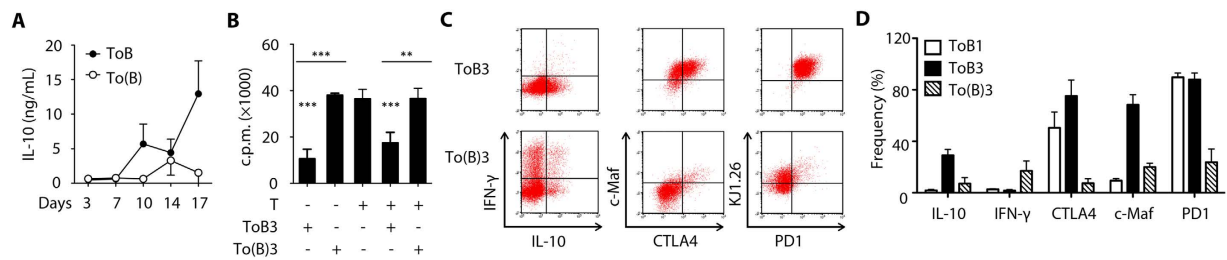 A
IL-10 (ng/mL)
20
15
10
5
0
ToB
To(B)
Days 3 7 10 14 17
B
c.p.m. (×1000)
60
40
20
0
*** **
*** ***
T - - + + +
ToB3 + - - + -
To(B)3 - + - - +
C
ToB3
To(B)3
IFN-γ
IL-10
c-Maf
CTLA4
KJ1.26
PD1
D
Frequency (%)
120
80
40
0
ToB1
ToB3
To(B)3
IL-10 IFN-γ CTLA4 c-Maf PD1